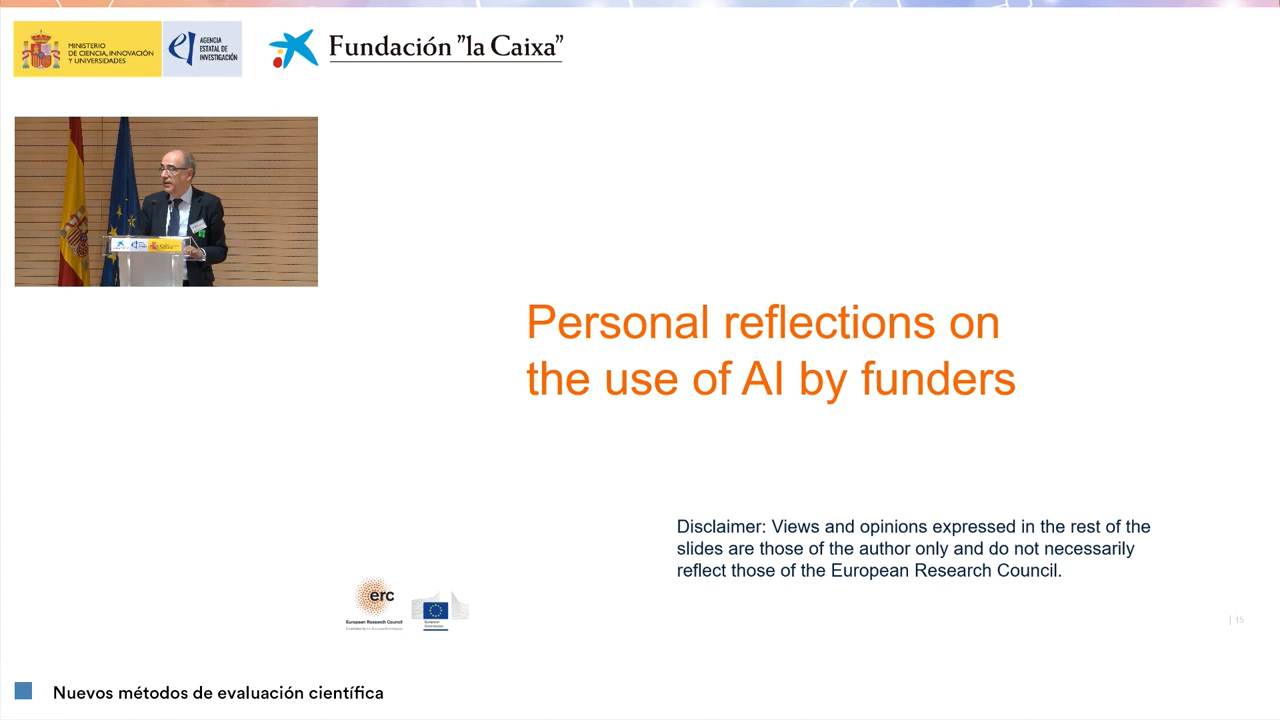 MINISTERIO
DE CIENCIA, INNOVACIÓN
Y UNIVERSIDADES
AGENCIA
ESTATAL DE
INVESTIGACIÓN
Fundación "la Caixa"
Personal reflections on
the use of AI by funders
Disclaimer: Views and opinions expressed in the rest of the
slides are those of the author only and do not necessarily
reflect those of the European Research Council.
erc
European Research Council
European
Commission
15
Nuevos métodos de evaluación científica